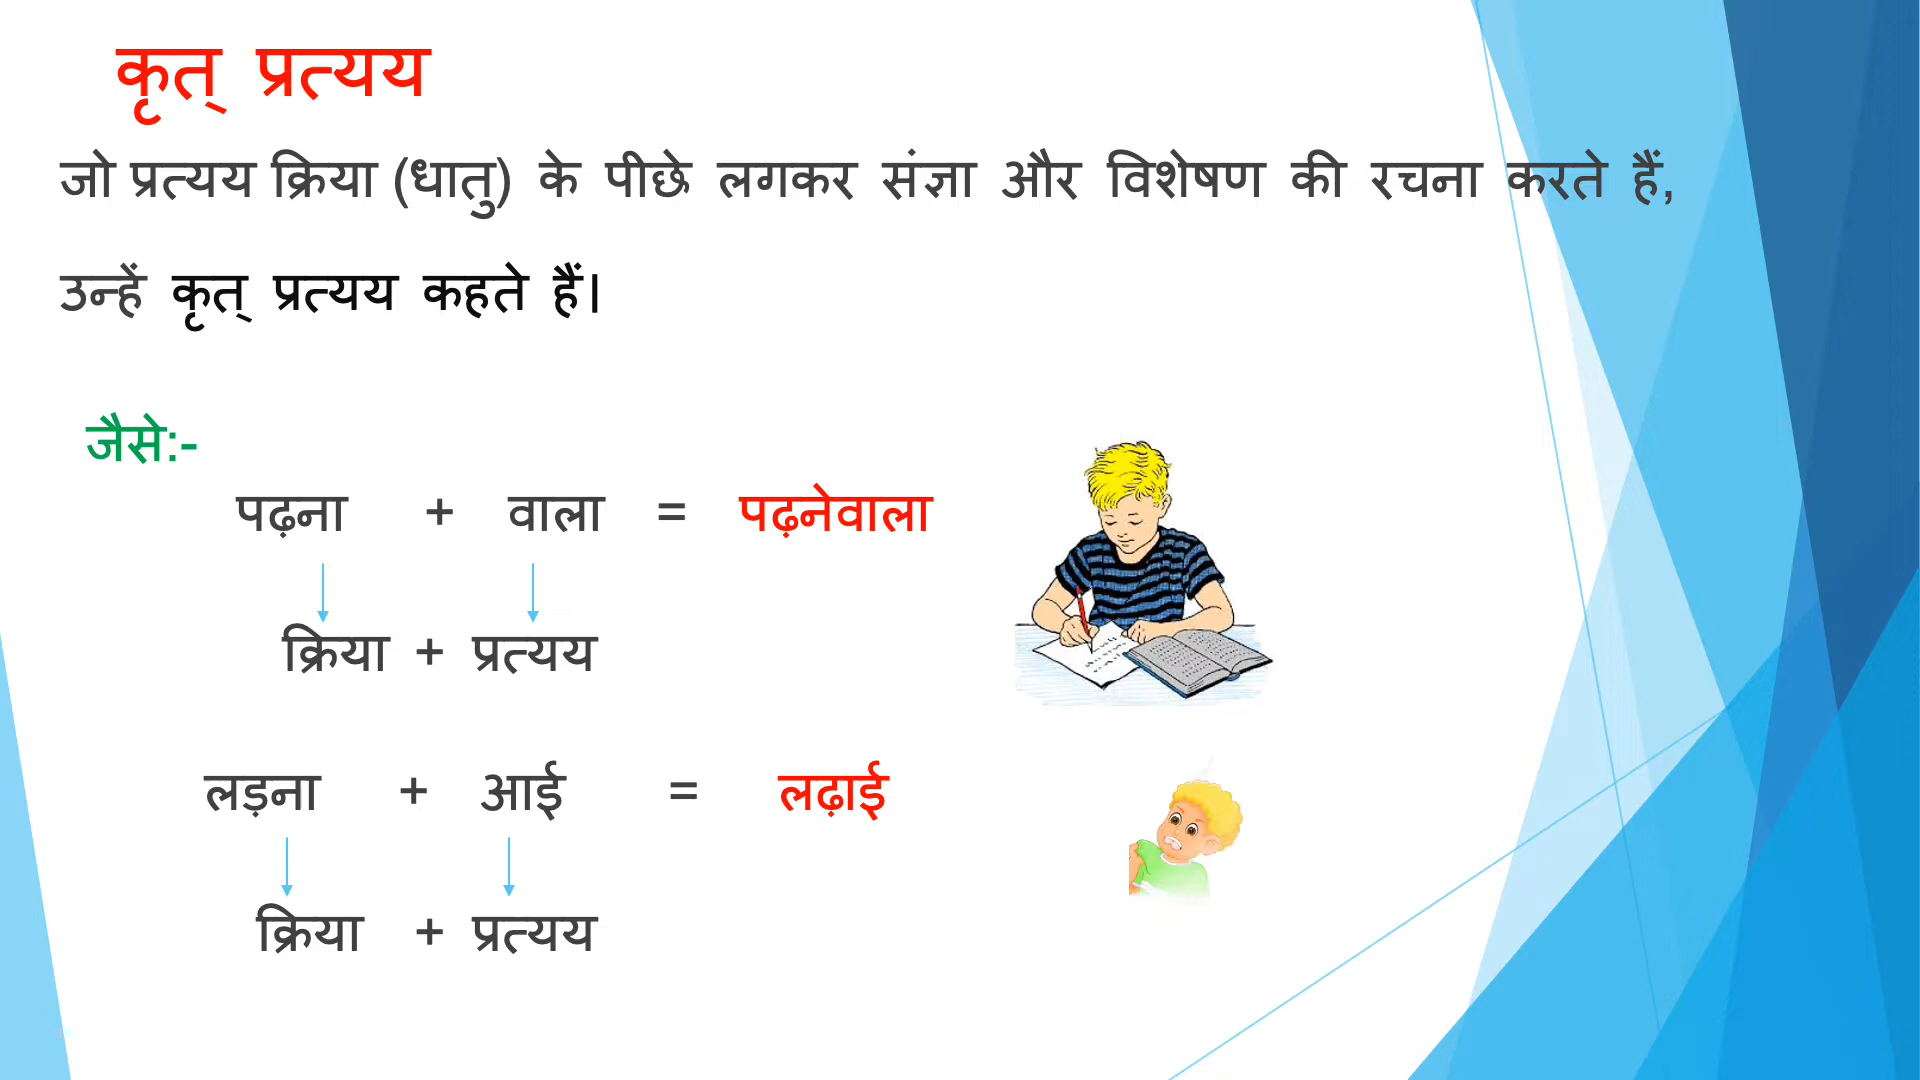 कृत् प्रत्यय
जो प्रत्यय क्रिया (धातु) के पीछे लगकर संज्ञा और विशेषण की रचना करते हैं,
उन्हें कृत् प्रत्यय कहते हैं।
जैसे:-
पढ़ना + वाला = पढ़नेवाला
क्रिया + प्रत्यय
लड़ना + आई = लढ़ाई
क्रिया + प्रत्यय